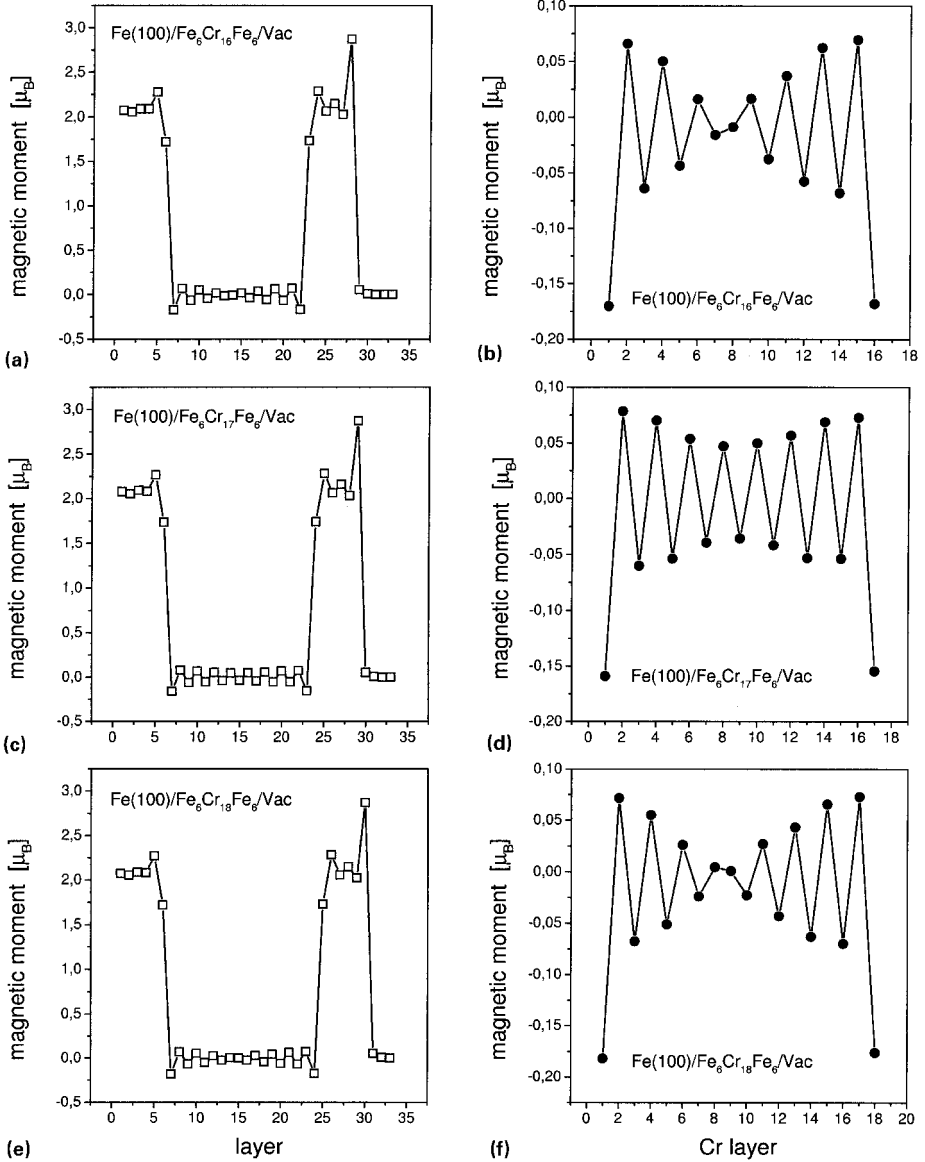 magnetic moment [μB]
3,0
2,5
2,0
1,5
1,0
0,5
0,0
-0,5
Fe(100)/Fe6Cr16Fe6/Vac
0 5 10 15 20 25 30 35
(a)
magnetic moment [μB]
0,10
0,05
0,00
-0,05
-0,10
-0,15
-0,20
Fe(100)/Fe6Cr16Fe6/Vac
0 2 4 6 8 10 12 14 16 18
(b)
magnetic moment [μB]
3,0
2,5
2,0
1,5
1,0
0,5
0,0
-0,5
Fe(100)/Fe6Cr17Fe6/Vac
0 5 10 15 20 25 30 35
(c)
magnetic moment [μB]
0,10
0,05
0,00
-0,05
-0,10
-0,15
-0,20
Fe(100)/Fe6Cr17Fe6/Vac
0 2 4 6 8 10 12 14 16 18
(d)
magnetic moment [μB]
3,0
2,5
2,0
1,5
1,0
0,5
0,0
-0,5
Fe(100)/Fe6Cr18Fe6/Vac
0 5 10 15 20 25 30 35
(e)
layer
magnetic moment [μB]
0,10
0,05
0,00
-0,05
-0,10
-0,15
-0,20
Fe(100)/Fe6Cr18Fe6/Vac
0 2 4 6 8 10 12 14 16 18 20
(f)
Cr layer